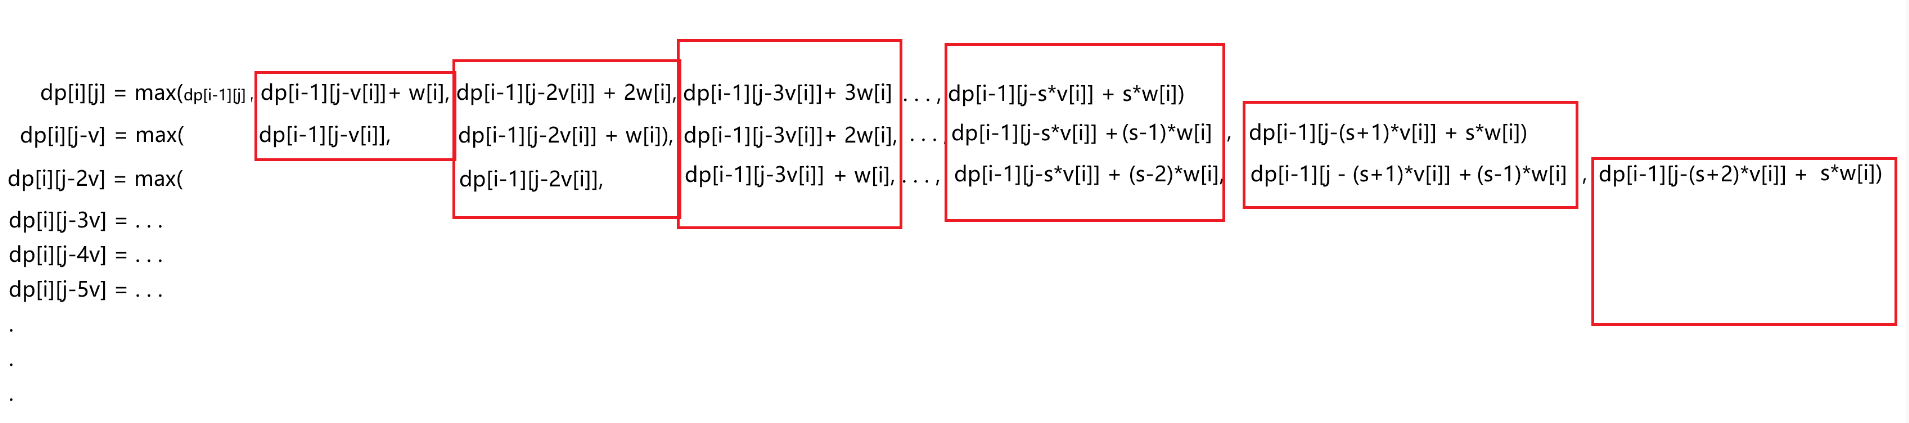 dp[i][j] = max(dp[i-1][j], dp[i-1][j-v[i]]+ w[i], dp[i-1][j-2v[i]] + 2w[i], dp[i-1][j-3v[i]]+ 3w[i] . . . , dp[i-1][j-s*v[i]] + s*w[i])
dp[i][j-v] = max( dp[i-1][j-v[i]], dp[i-1][j-2v[i]] + w[i]), dp[i-1][j-3v[i]]+ 2w[i], . . . , dp[i-1][j-s*v[i]] + (s-1)*w[i] , dp[i-1][j-(s+1)*v[i]] + s*w[i])
dp[i][j-2v] = max( dp[i-1][j-2v[i]], dp[i-1][j-3v[i]] + w[i], . . . , dp[i-1][j-s*v[i]] + (s-2)*w[i], dp[i-1][j - (s+1)*v[i]] + (s-1)*w[i] , dp[i-1][j-(s+2)*v[i]] + s*w[i])
dp[i][j-3v] = . . .
dp[i][j-4v] = . . .
dp[i][j-5v] = . . .
.
.
.